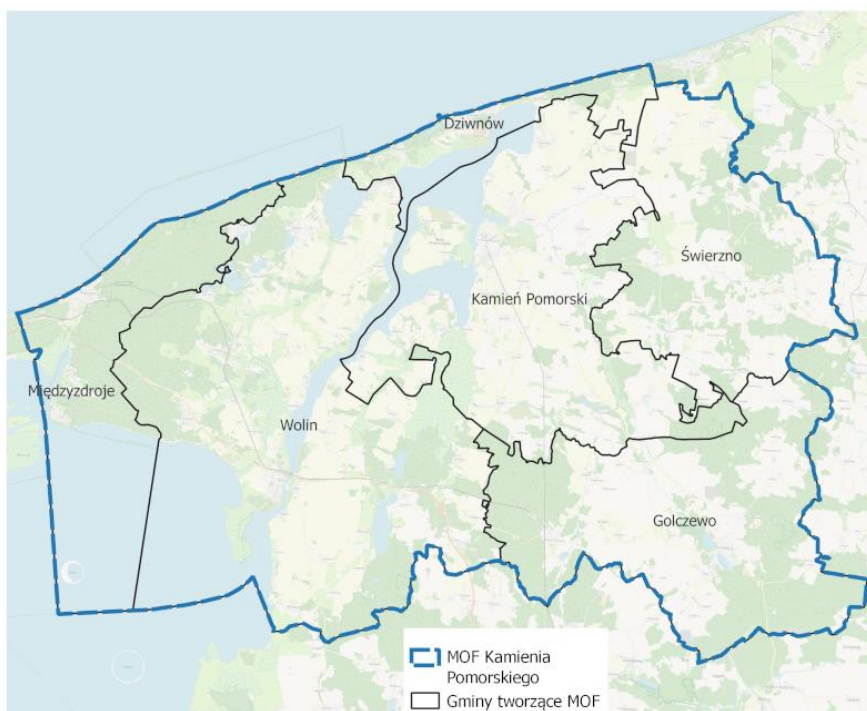 Dziwnów
Świerzno
Kamień Pomorski
Międzyzdroje
Wolin
Golczewo
MOF Kamienia
Pomorskiego
Gminy tworzące MOF